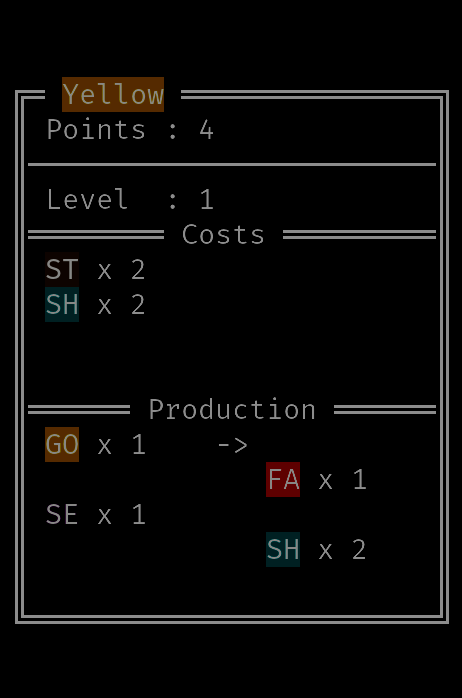 Yellow
Points : 4
Level  : 1
Costs
ST x 2
SH x 2
Production
GO x 1    ->
FA x 1
SE x 1
SH x 2